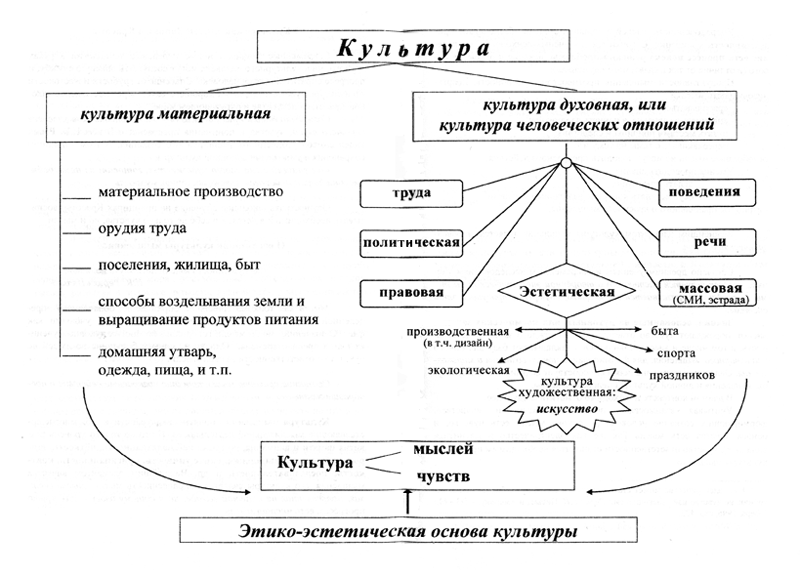 Культура
культура материальная
культура духовная, или
культура человеческих отношений
материальное производство
орудия труда
поселения, жилища, быт
способы возделывания земли и
выращивание продуктов питания
домашняя утварь,
одежда, пища, и т.п.
труда
политическая
правовая
поведения
речи
массовая
(СМИ, эстрада)
Эстетическая
производственная
(в т.ч. дизайн)
экологическая
быта
спорта
праздников
культура
художественная:
искусство
Культура
мыслей
чувств
Этико-эстетическая основа культуры